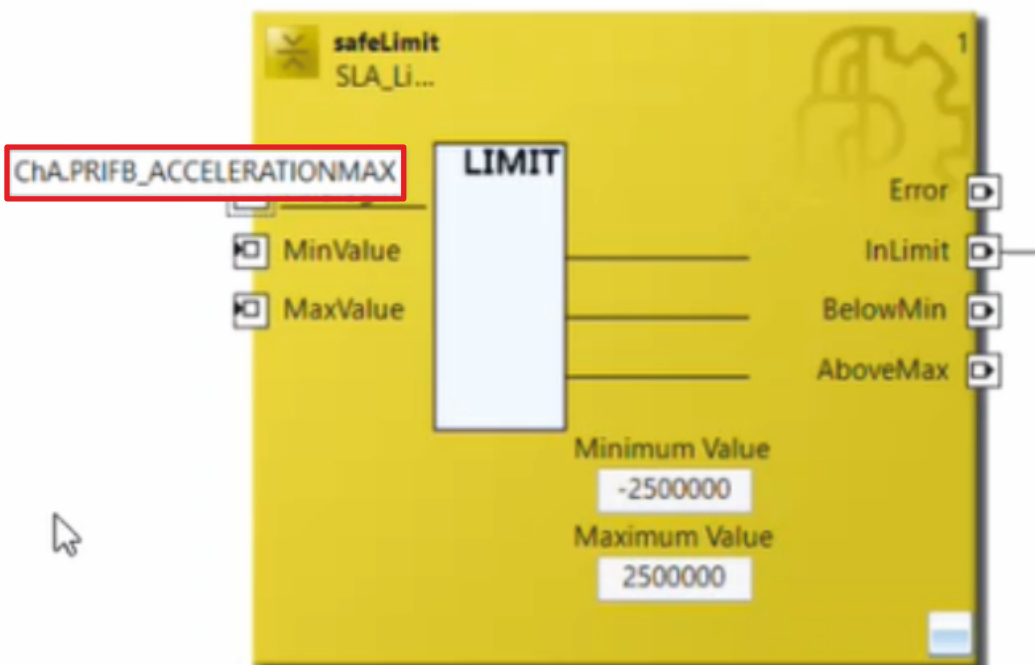 safeLimit
1
SLA_Li...
ChA.PRIFB_ACCELERATIONMAX
LIMIT
Error
MinValue
InLimit
MaxValue
BelowMin
AboveMax
Minimum Value
-2500000
Maximum Value
2500000